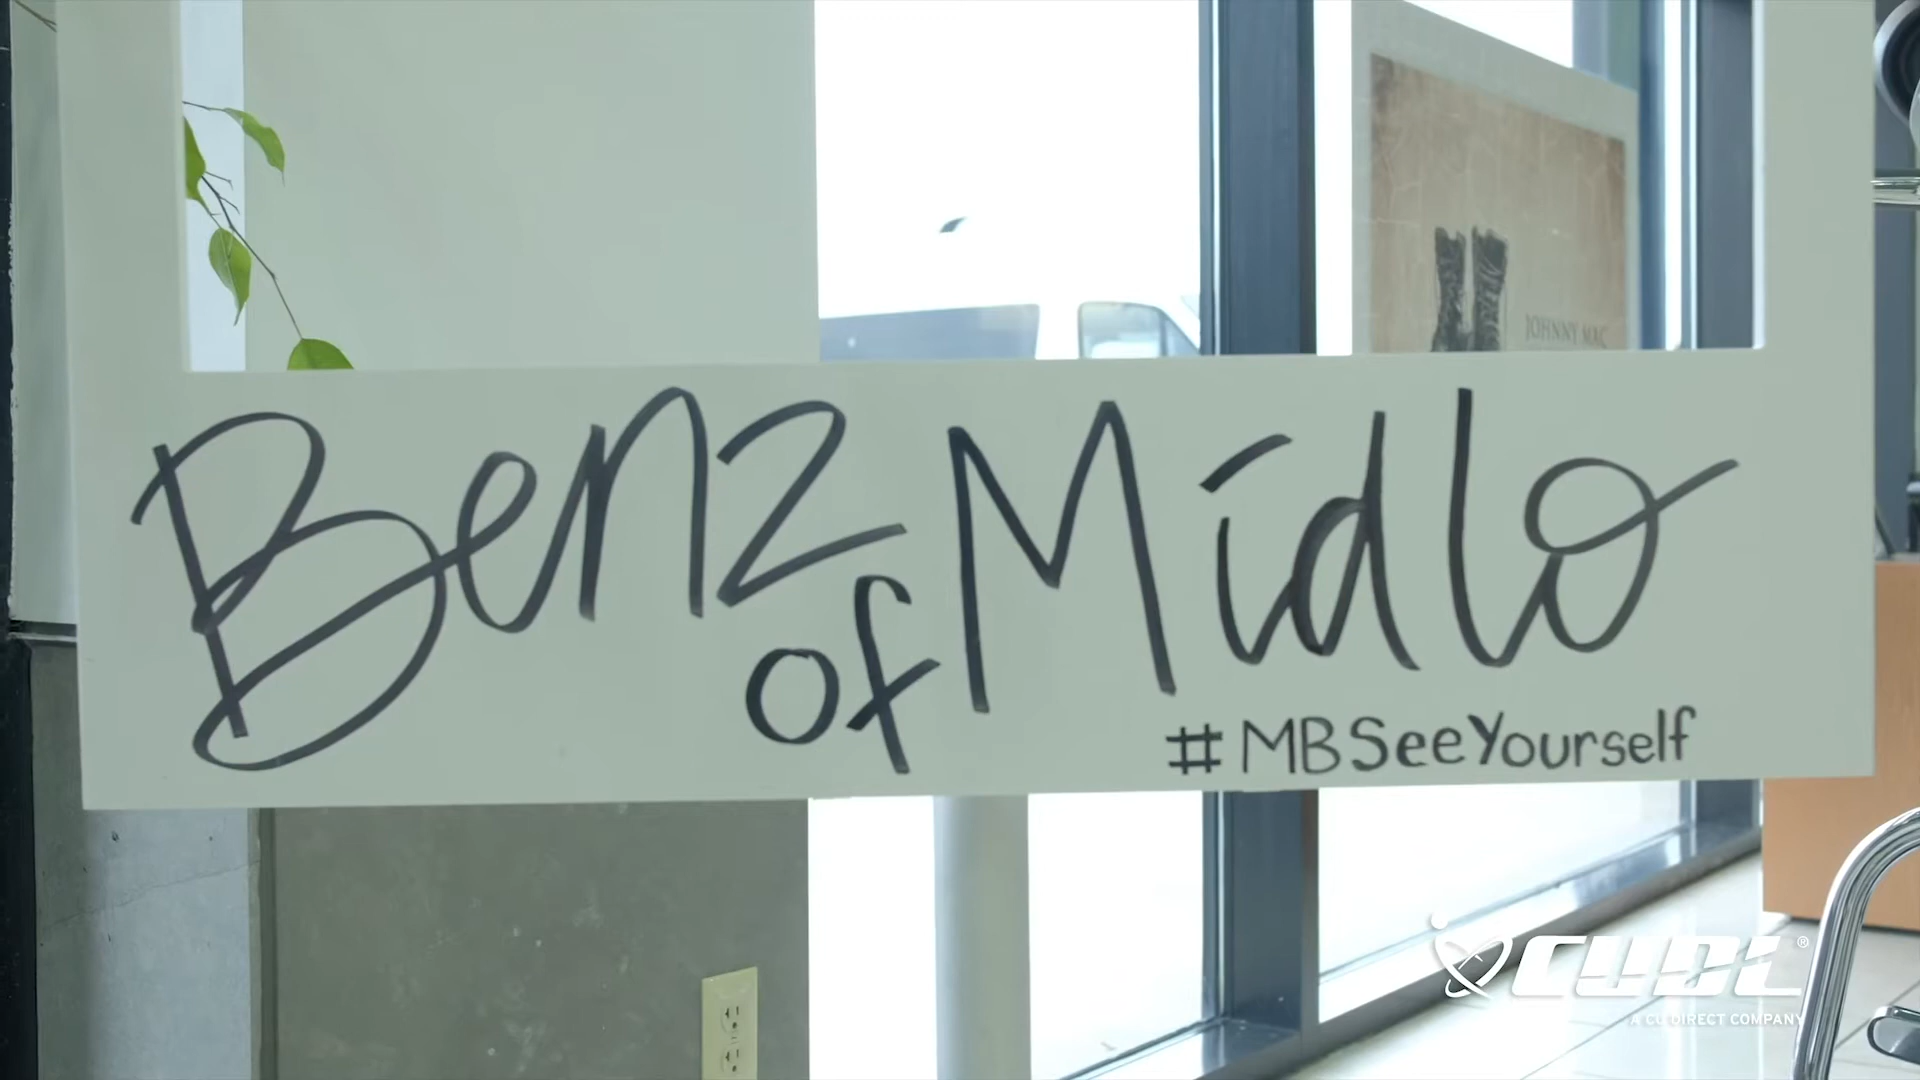 JOHNNY MAC
Benz of Midlo
#MBSeeYourself
CUDL®
A CU DIRECT COMPANY